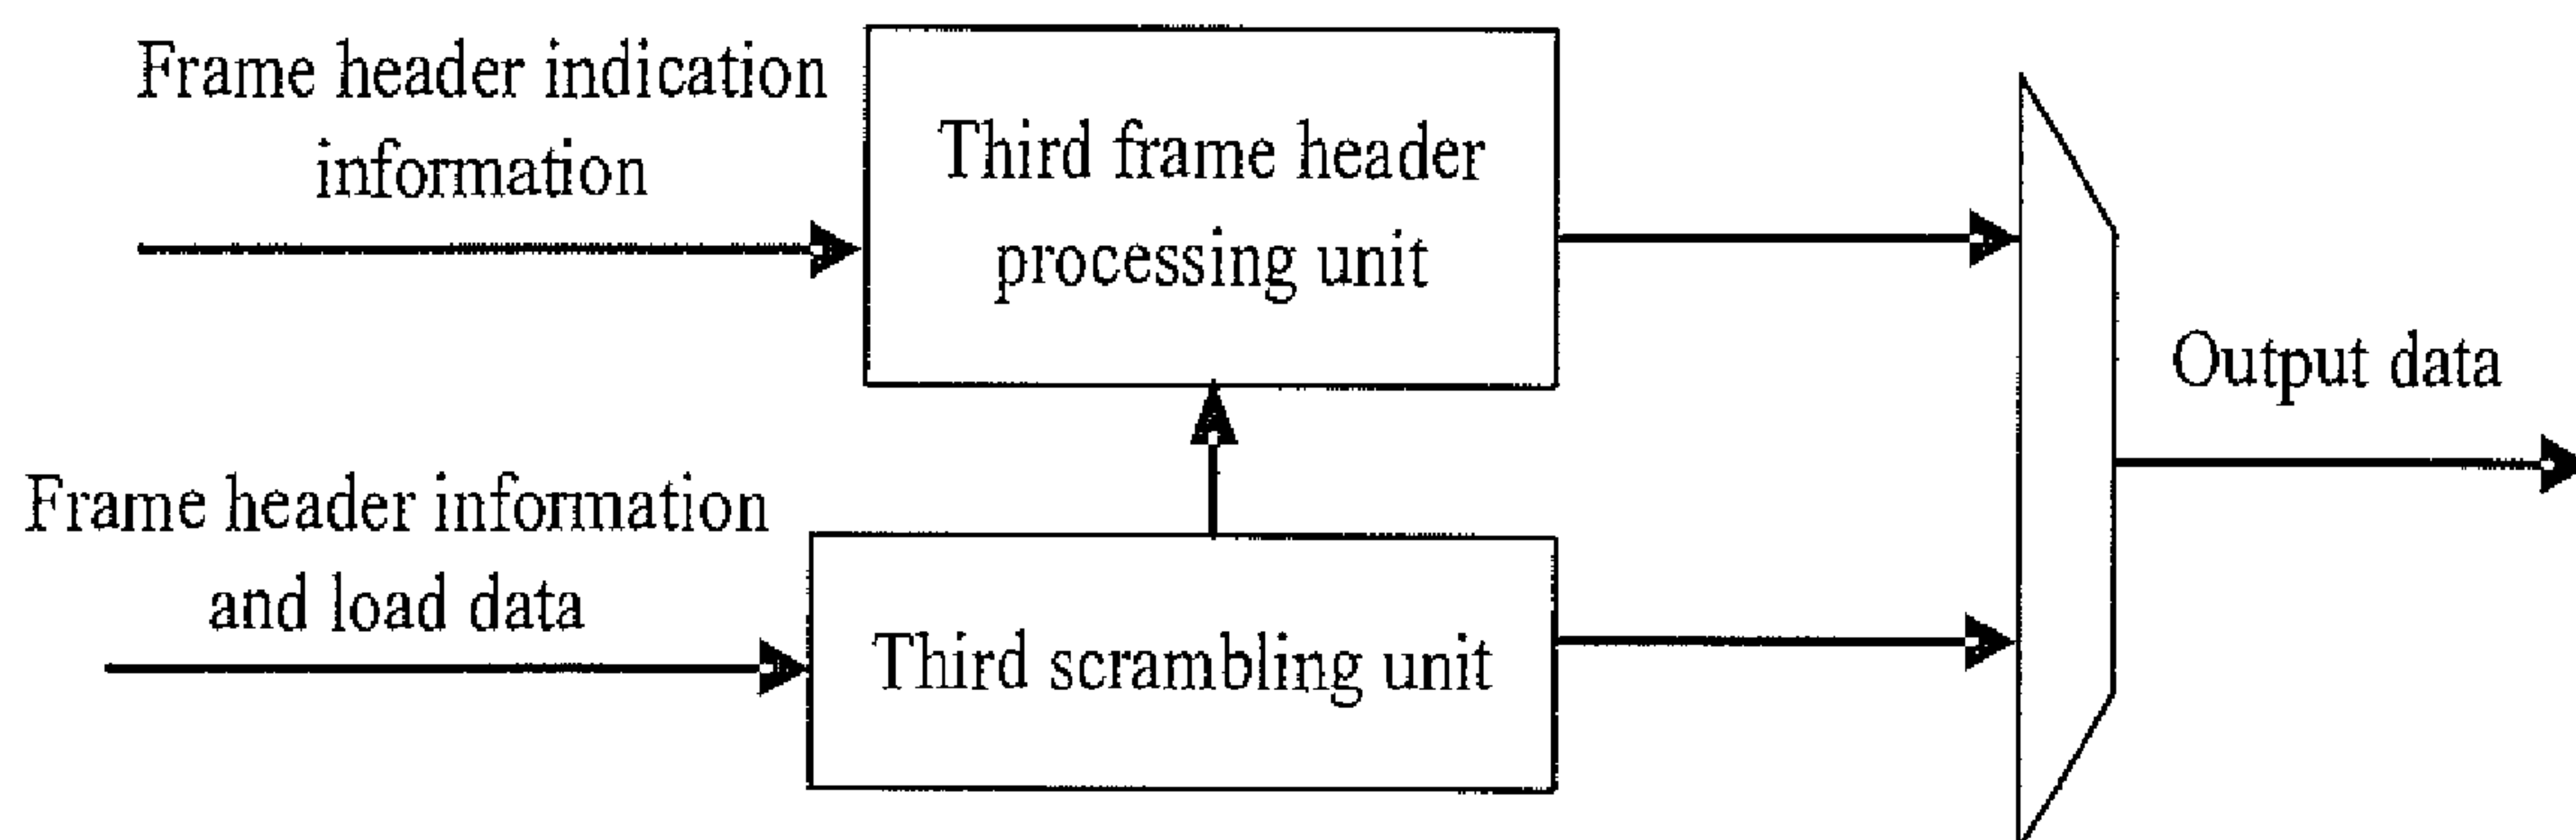 Frame header indication
information
Third frame header
processing unit
Output data
Frame header information
and load data
Third scrambling unit